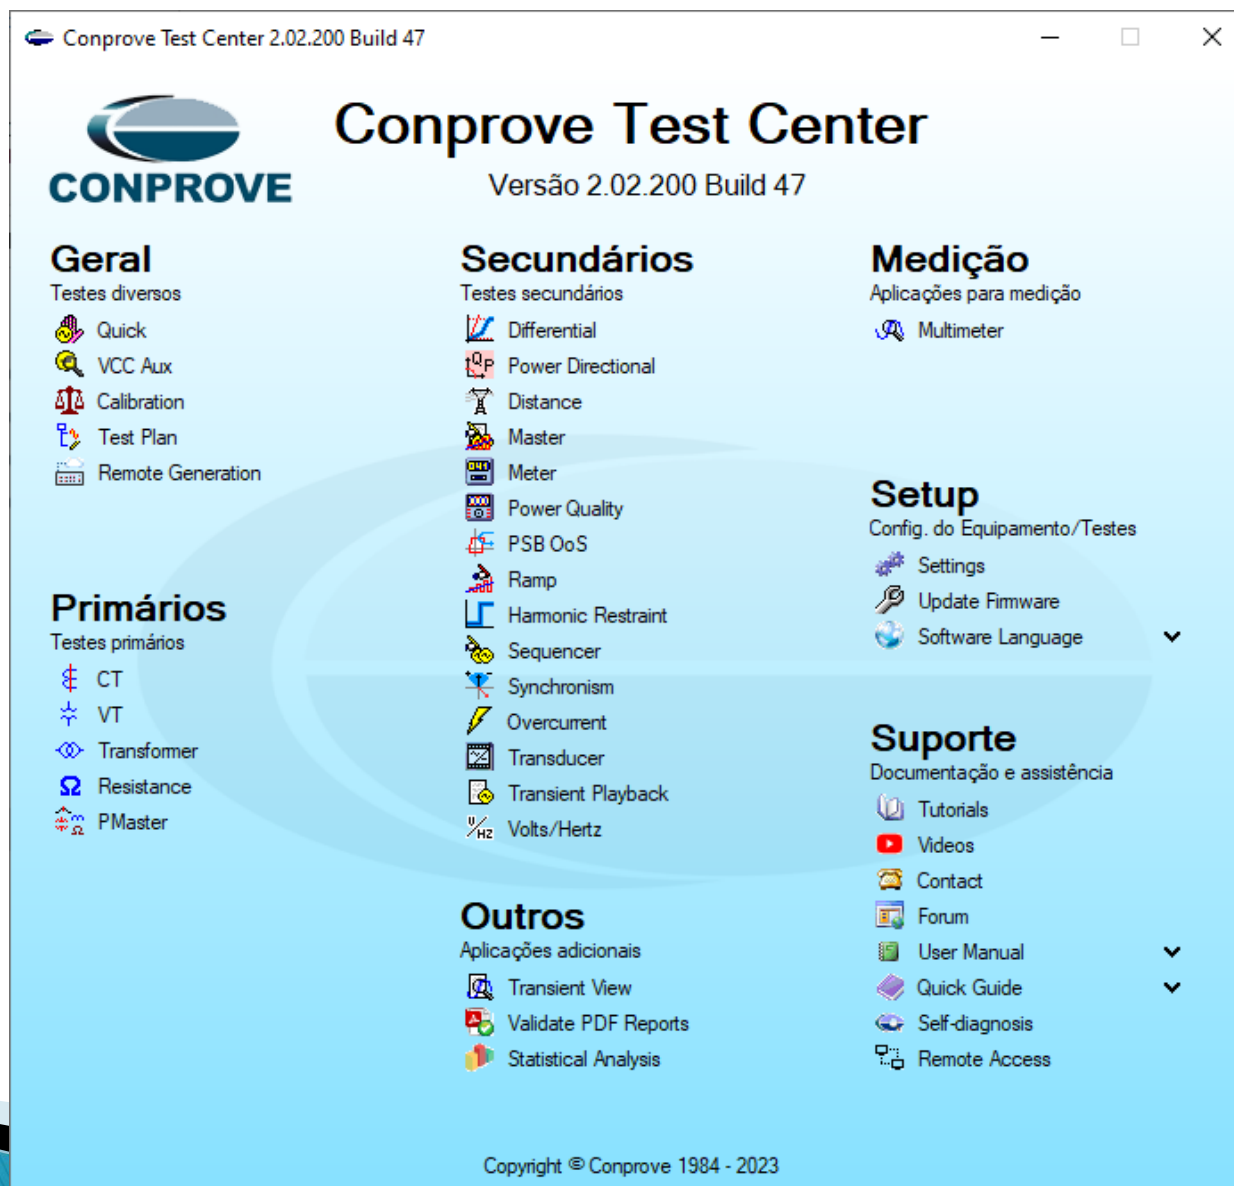 Conprove Test Center 2.02.200 Build 47
CONPROVE
Conprove Test Center
Versão 2.02.200 Build 47
Geral
Testes diversos
Quick
VCC Aux
Calibration
Test Plan
Remote Generation
Primários
Testes primários
CT
VT
Transformer
Resistance
PMaster
Secundários
Testes secundários
Differential
Power Directional
Distance
Master
Meter
Power Quality
PSB OoS
Ramp
Harmonic Restraint
Sequencer
Synchronism
Overcurrent
Transducer
Transient Playback
Volts/Hertz
Outros
Aplicações adicionais
Transient View
Validate PDF Reports
Statistical Analysis
Medição
Aplicações para medição
Multimeter
Setup
Config. do Equipamento/Testes
Settings
Update Firmware
Software Language
Suporte
Documentação e assistência
Tutorials
Videos
Contact
Forum
User Manual
Quick Guide
Self-diagnosis
Remote Access
Copyright © Conprove 1984 - 2023